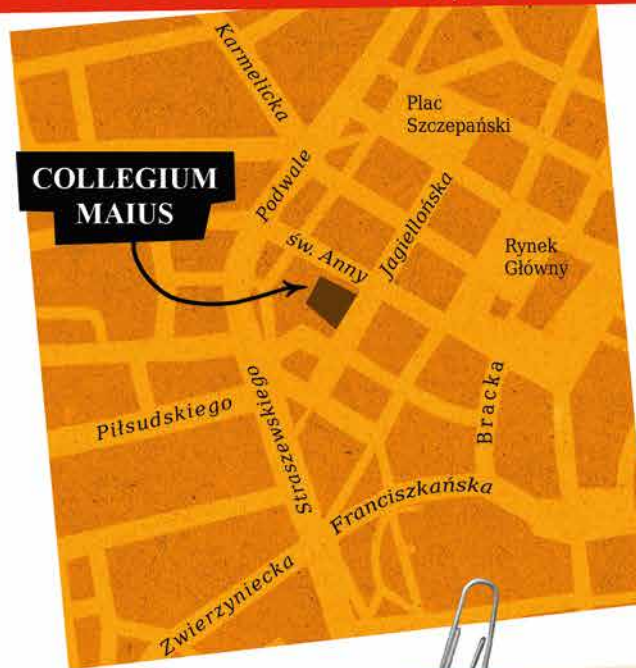 Karmelicka
Plac
Szczepański
COLLEGIUM
MAIUS
Podwale
św. Anny
Jagiellońska
Rynek
Główny
Piłsudskiego
Straszewskiego
Bracka
Franciszkańska
Zwierzyniecka